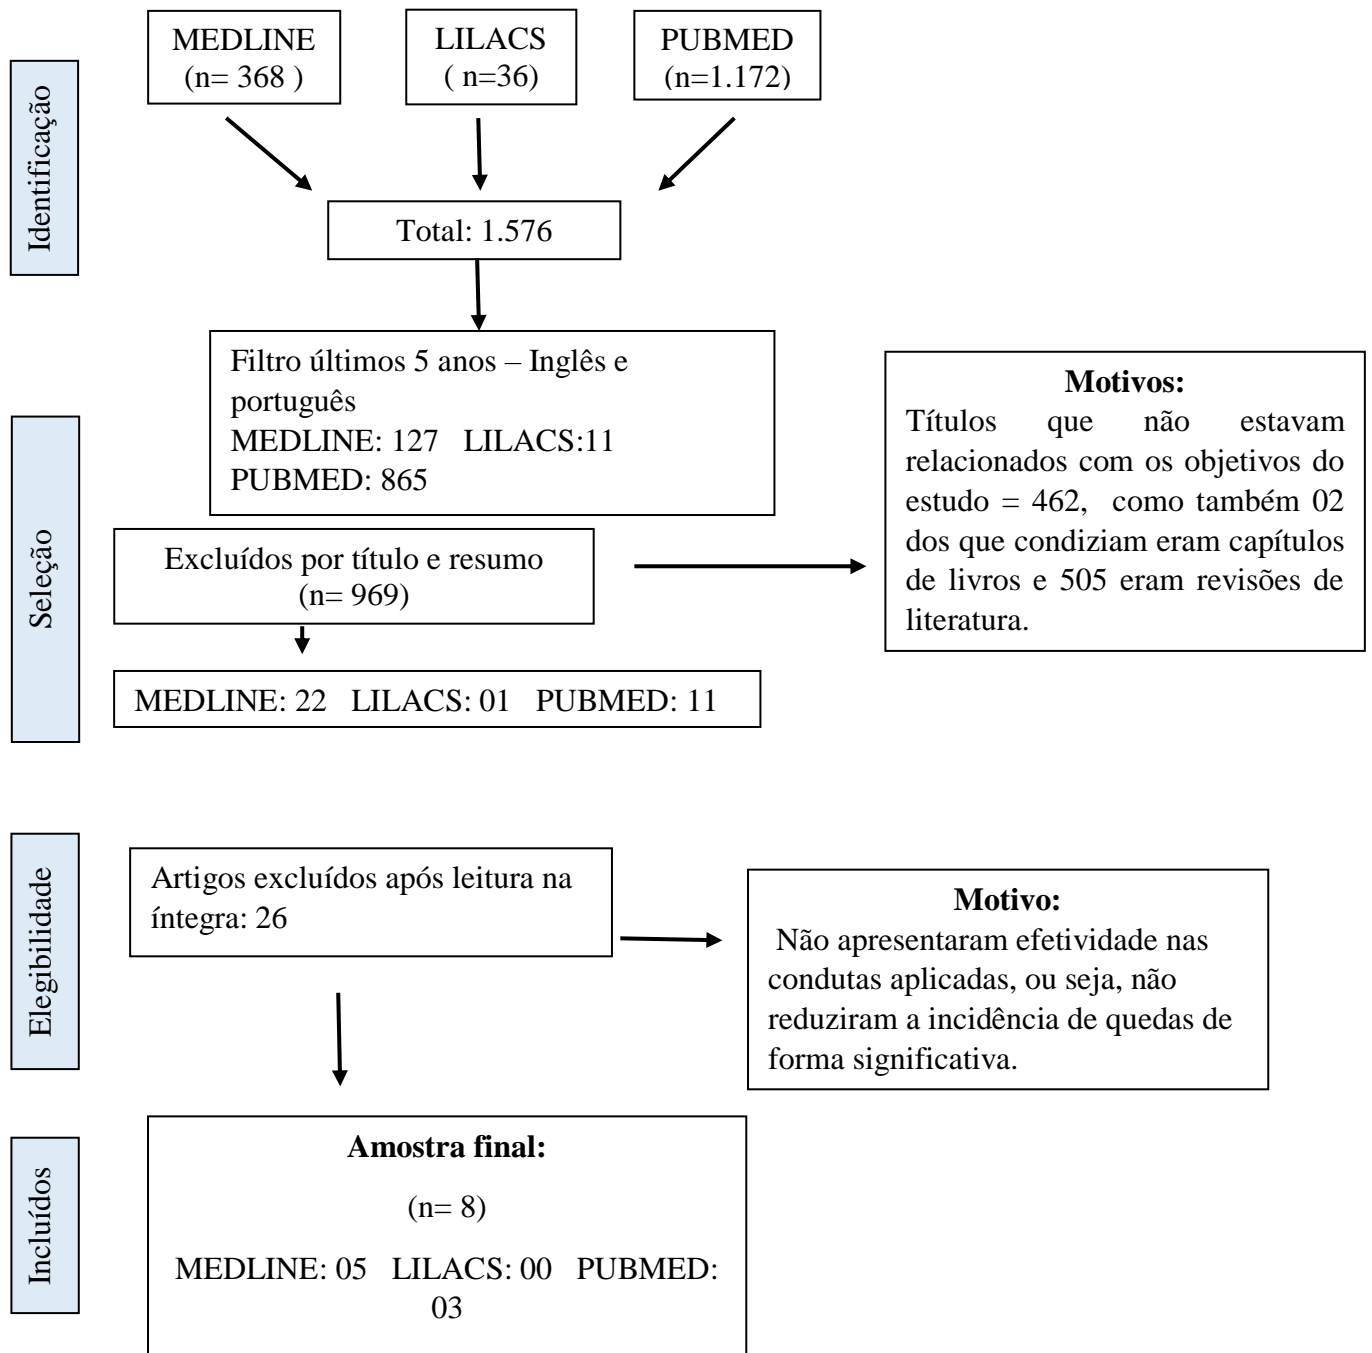 MEDLINE
(n= 368 )
LILACS
( n=36)
PUBMED
(n=1.172)
Identificação
Total: 1.576
Filtro últimos 5 anos – Inglês e
português
MEDLINE: 127 LILACS:11
PUBMED: 865
Motivos:
Títulos que não estavam
relacionados com os objetivos do
estudo = 462, como também 02
dos que condiziam eram capítulos
de livros e 505 eram revisões de
literatura.
Seleção
Excluídos por título e resumo
(n= 969)
MEDLINE: 22 LILACS: 01 PUBMED: 11
Elegibilidade
Artigos excluídos após leitura na
íntegra: 26
Motivo:
Não apresentaram efetividade nas
condutas aplicadas, ou seja, não
reduziram a incidência de quedas de
forma significativa.
Incluídos
Amostra final:
(n= 8)
MEDLINE: 05 LILACS: 00 PUBMED:
03